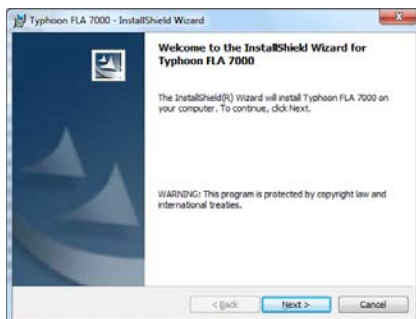 Typhoon FLA 7000 - InstallShield Wizard
Welcome to the InstallShield Wizard for
Typhoon FLA 7000
The InstallShield(R) Wizard will install Typhoon FLA 7000 on
your computer. To continue, click Next.
WARNING: This program is protected by copyright law and
international treaties.
< Back
Next >
Cancel